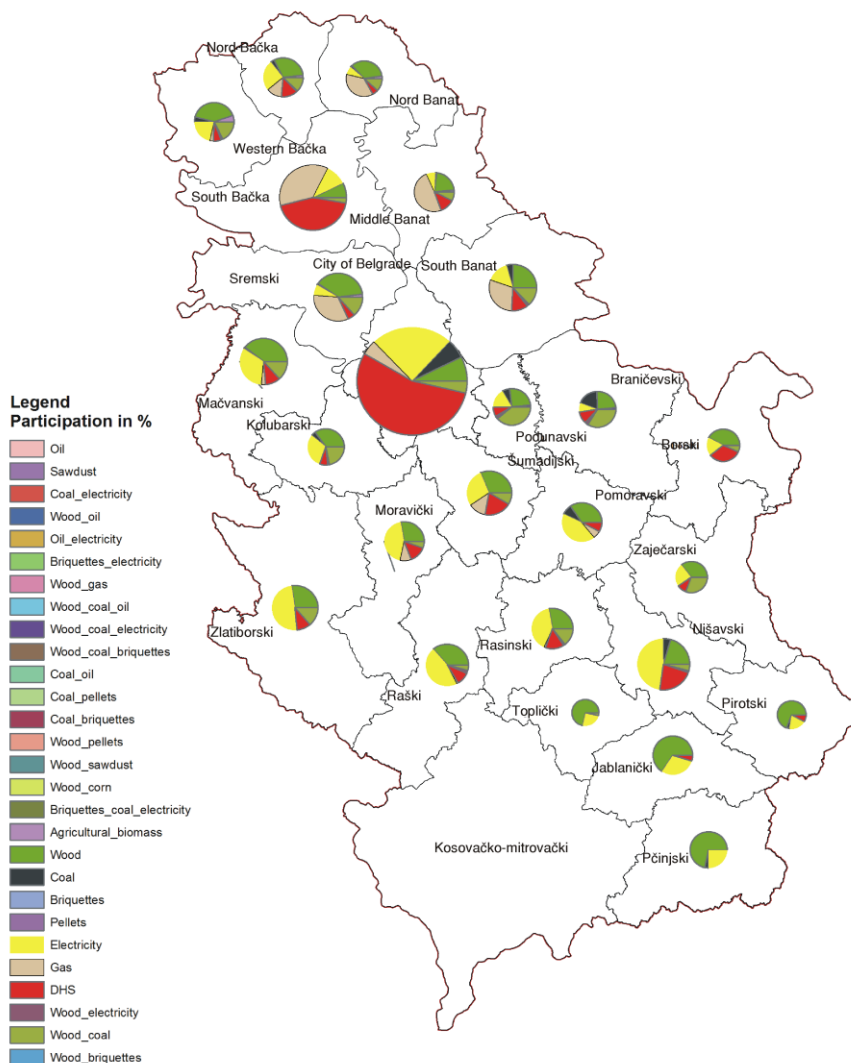 Nord Bačka
Nord Banat
Western Bačka
South Bačka
Middle Banat
City of Belgrade
South Banat
Sremski
Mačvanski
Kolubarski
Podunavski
Braničevski
Borski
Šumadijski
Moravički
Pomoravski
Zaječarski
Zlatiborski
Rasinski
Nišavski
Raški
Toplički
Pirotski
Jablanički
Kosovačko-mitrovački
Pčinjski
Legend
Participation in %
Oil
Sawdust
Coal_electricity
Wood_oil
Oil_electricity
Briquettes_electricity
Wood_gas
Wood_coal_oil
Wood_coal_electricity
Wood_coal_briquettes
Coal_oil
Coal_pellets
Coal_briquettes
Wood_pellets
Wood_sawdust
Wood_corn
Briquettes_coal_electricity
Agricultural_biomass
Wood
Coal
Briquettes
Pellets
Electricity
Gas
DHS
Wood_electricity
Wood_coal
Wood_briquettes